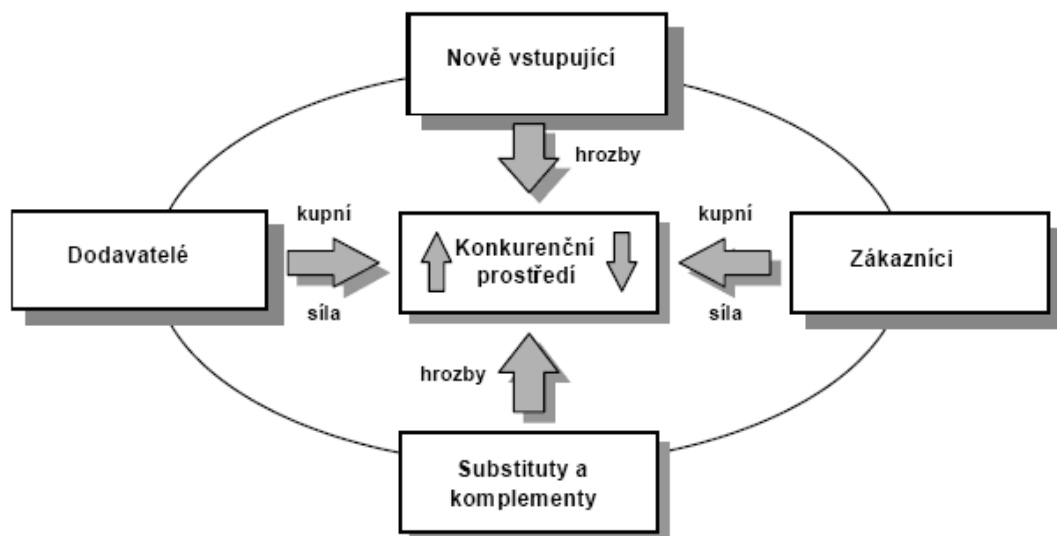 Nově vstupující
hrozby
kupní
kupní
Dodavatelé
Konkurenční
prostředí
Zákazníci
síla
síla
hrozby
Substituty a
komplementy